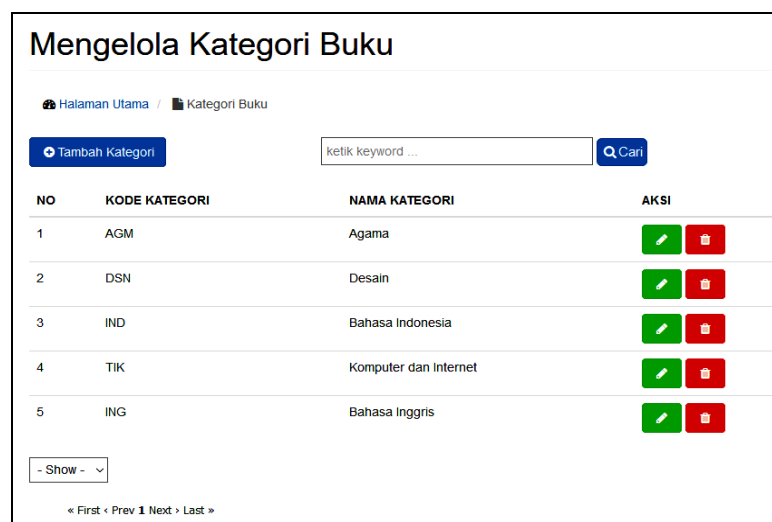 Mengelola Kategori Buku
Halaman Utama / Kategori Buku
Tambah Kategori ketik keyword ... Cari
NO KODE KATEGORI NAMA KATEGORI AKSI
1 AGM Agama
2 DSN Desain
3 IND Bahasa Indonesia
4 TIK Komputer dan Internet
5 ING Bahasa Inggris
- Show -
« First ‹ Prev 1 Next › Last »